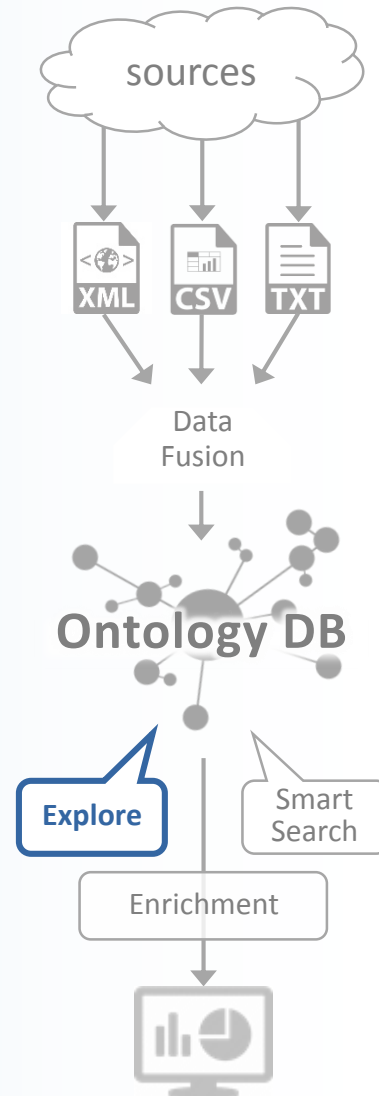 sources
XML
CSV
TXT
Data
Fusion
Ontology DB
Explore
Smart
Search
Enrichment